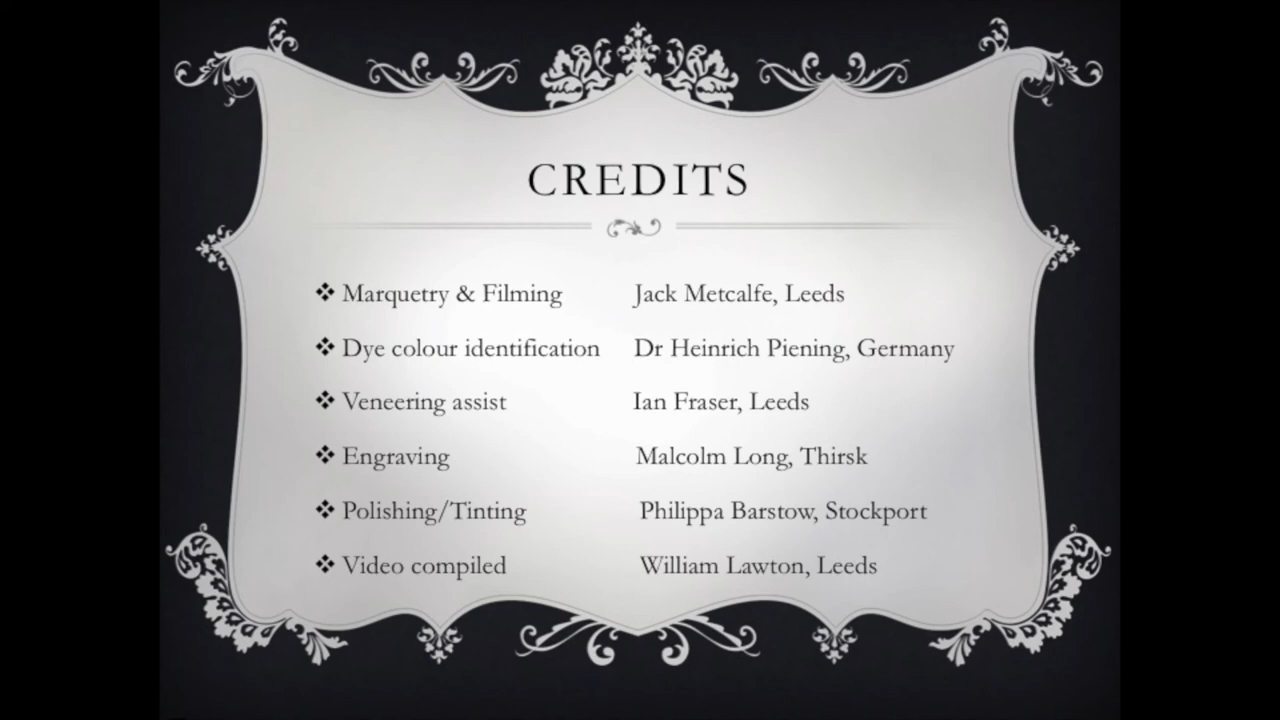 CREDITS
❖ Marquetry & Filming Jack Metcalfe, Leeds
❖ Dye colour identification Dr Heinrich Piening, Germany
❖ Veneering assist Ian Fraser, Leeds
❖ Engraving Malcolm Long, Thirsk
❖ Polishing/Tinting Philippa Barstow, Stockport
❖ Video compiled William Lawton, Leeds